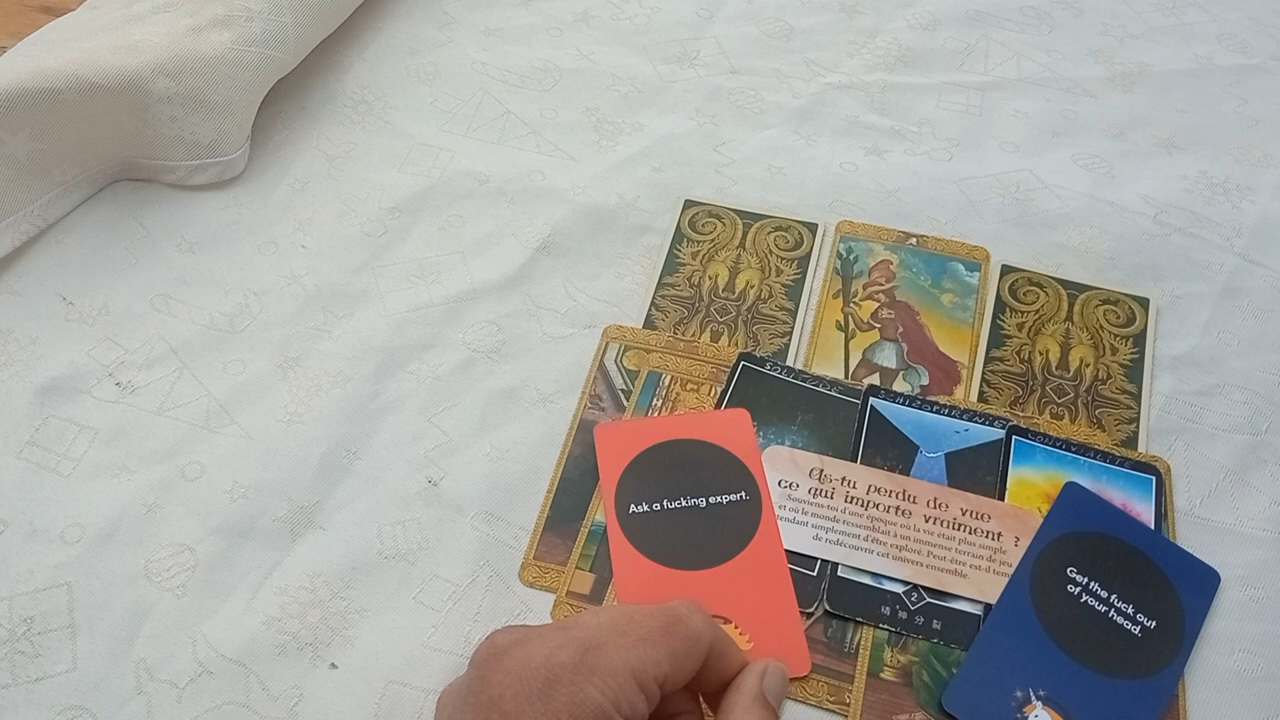 SOLITUDE
SCHIZOPHRENIE
CONVIVIALITÉ
Ask a fucking expert.
As-tu perdu de vue
ce qui importe vraiment ?
Souviens-toi d'une époque où la vie était plus simple
et où le monde ressemblait à un immense terrain de jeu
tendant simplement d'être exploré. Peut-être est-il tem
de redécouvrir cet univers ensemble.
Get the fuck out
of your head.
2
精神分裂